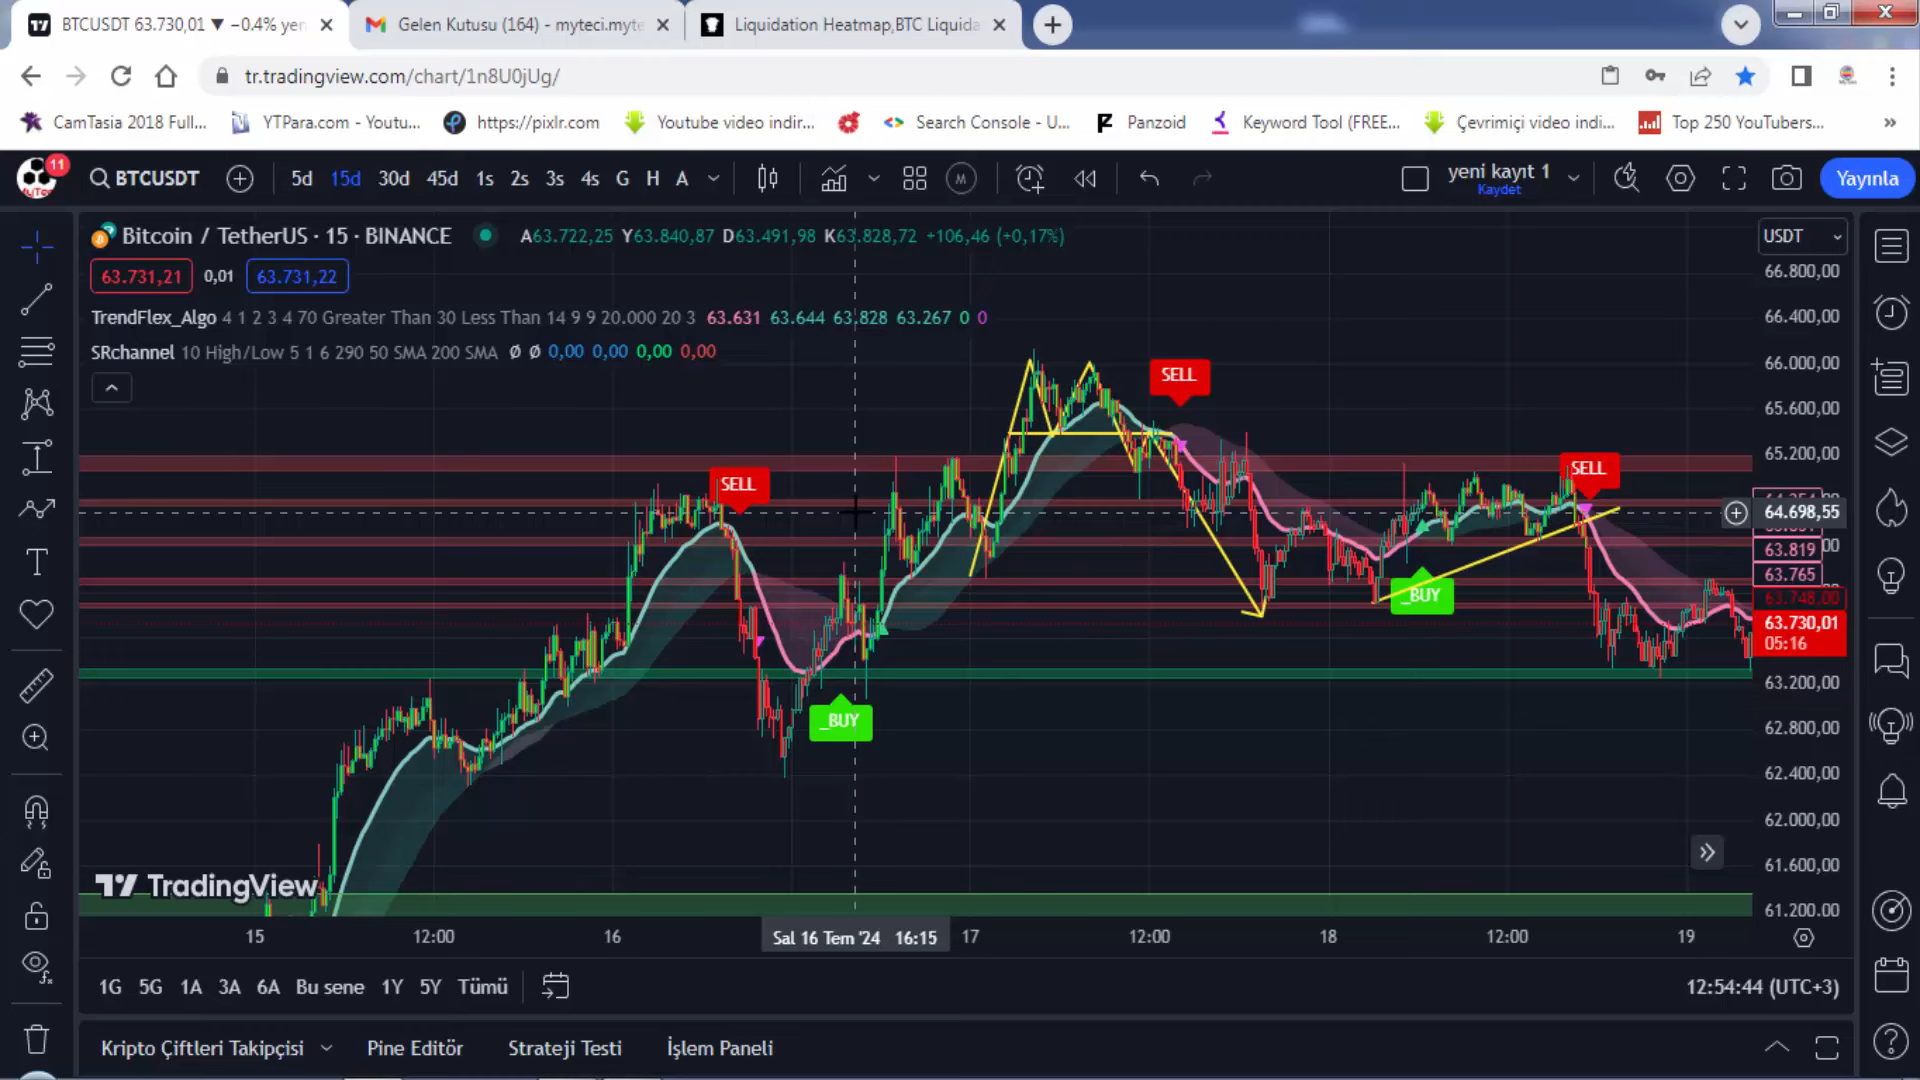 BTCUSDT 63.730,01 ▼ −0.4% yen
Gelen Kutusu (164) - myteci.myte
Liquidation Heatmap,BTC Liquida
tr.tradingview.com/chart/1n8U0jUg/
CamTasia 2018 Full...
YTPara.com - Youtu...
https://pixlr.com
Youtube video indir...
Search Console - U...
Panzoid
Keyword Tool (FREE...
Çevrimiçi video indi...
Top 250 YouTubers...
»
11
BTCUSDT
5d 15d 30d 45d 1s 2s 3s 4s G H A
M
yeni kayıt 1
Kaydet
Yayınla
Bitcoin / TetherUS · 15 · BINANCE
A63.722,25 Y63.840,87 D63.491,98 K63.828,72 +106,46 (+0,17%)
USDT
63.731,21 0,01 63.731,22
TrendFlex_Algo 4 1 2 3 4 70 Greater Than 30 Less Than 14 9 9 20.000 20 3 63.631 63.644 63.828 63.267 0 0
SRchannel 10 High/Low 5 1 6 290 50 SMA 200 SMA Ø Ø 0,00 0,00 0,00 0,00
66.800,00
66.400,00
66.000,00
65.600,00
65.200,00
64.698,55
63.819
63.765
63.748,00
63.730,01
05:16
63.200,00
62.800,00
62.400,00
62.000,00
61.600,00
61.200.00
SELL
SELL
SELL
_BUY
_BUY
TradingView
15 12:00 16 Sal 16 Tem '24 16:15 17 12:00 18 12:00 19
1G 5G 1A 3A 6A Bu sene 1Y 5Y Tümü
12:54:44 (UTC+3)
Kripto Çiftleri Takipçisi
Pine Editör
Strateji Testi
İşlem Paneli